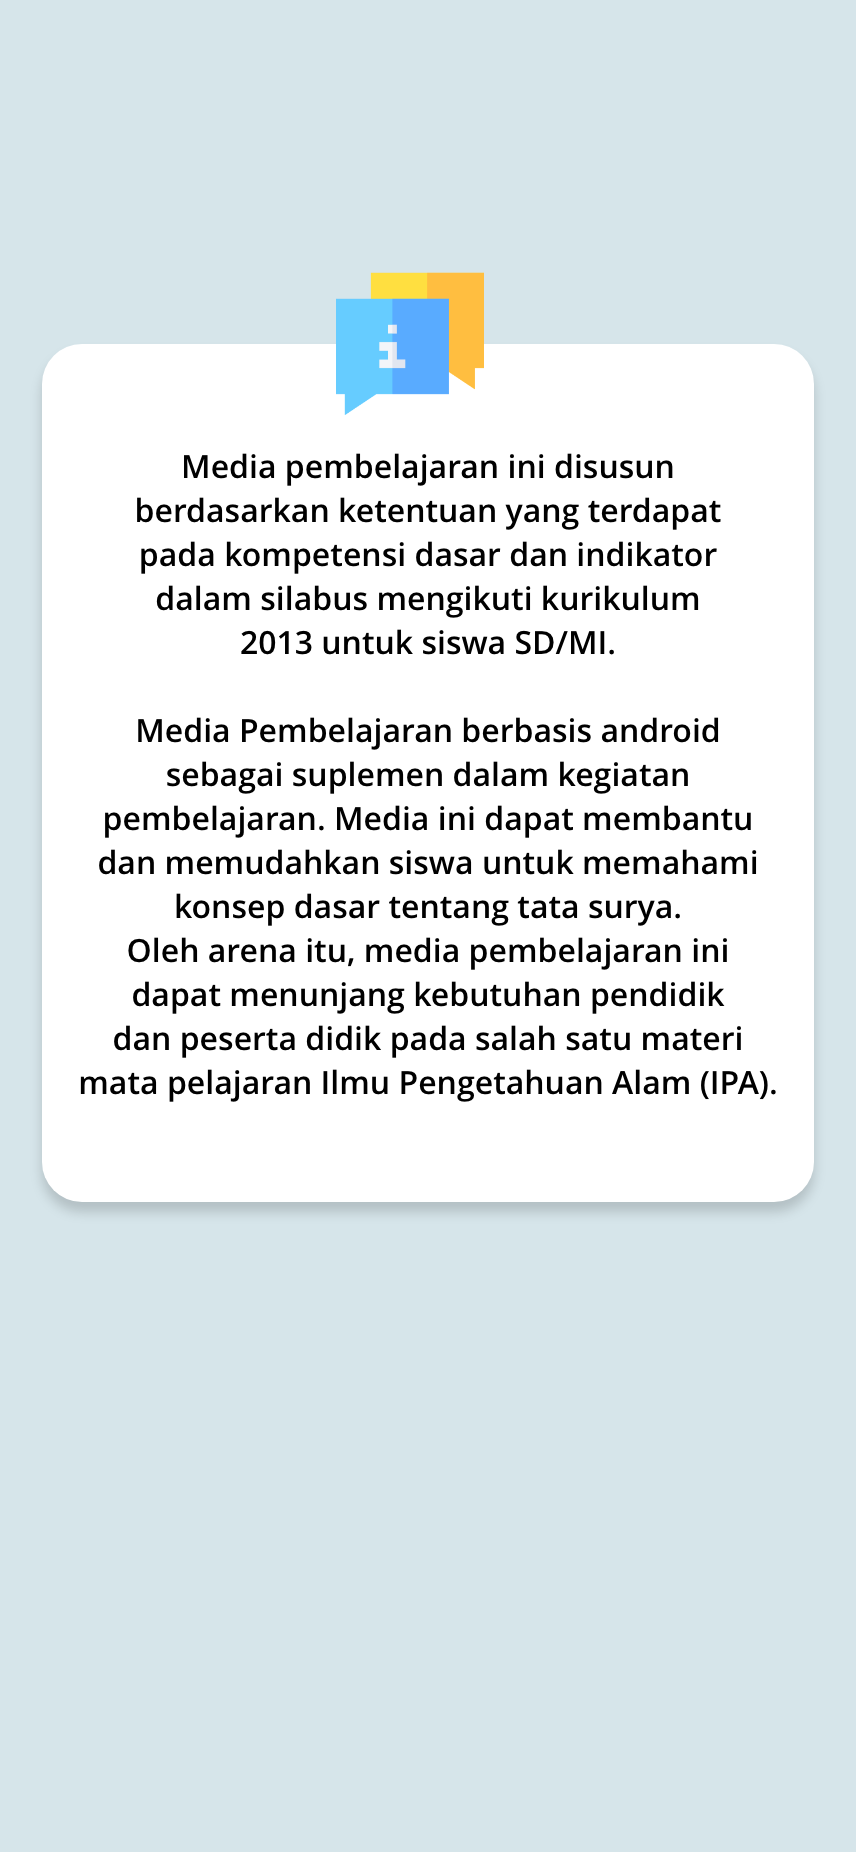 i
Media pembelajaran ini disusun
berdasarkan ketentuan yang terdapat
pada kompetensi dasar dan indikator
dalam silabus mengikuti kurikulum
2013 untuk siswa SD/MI.
Media Pembelajaran berbasis android
sebagai suplemen dalam kegiatan
pembelajaran. Media ini dapat membantu
dan memudahkan siswa untuk memahami
konsep dasar tentang tata surya.
Oleh arena itu, media pembelajaran ini
dapat menunjang kebutuhan pendidik
dan peserta didik pada salah satu materi
mata pelajaran Ilmu Pengetahuan Alam (IPA).